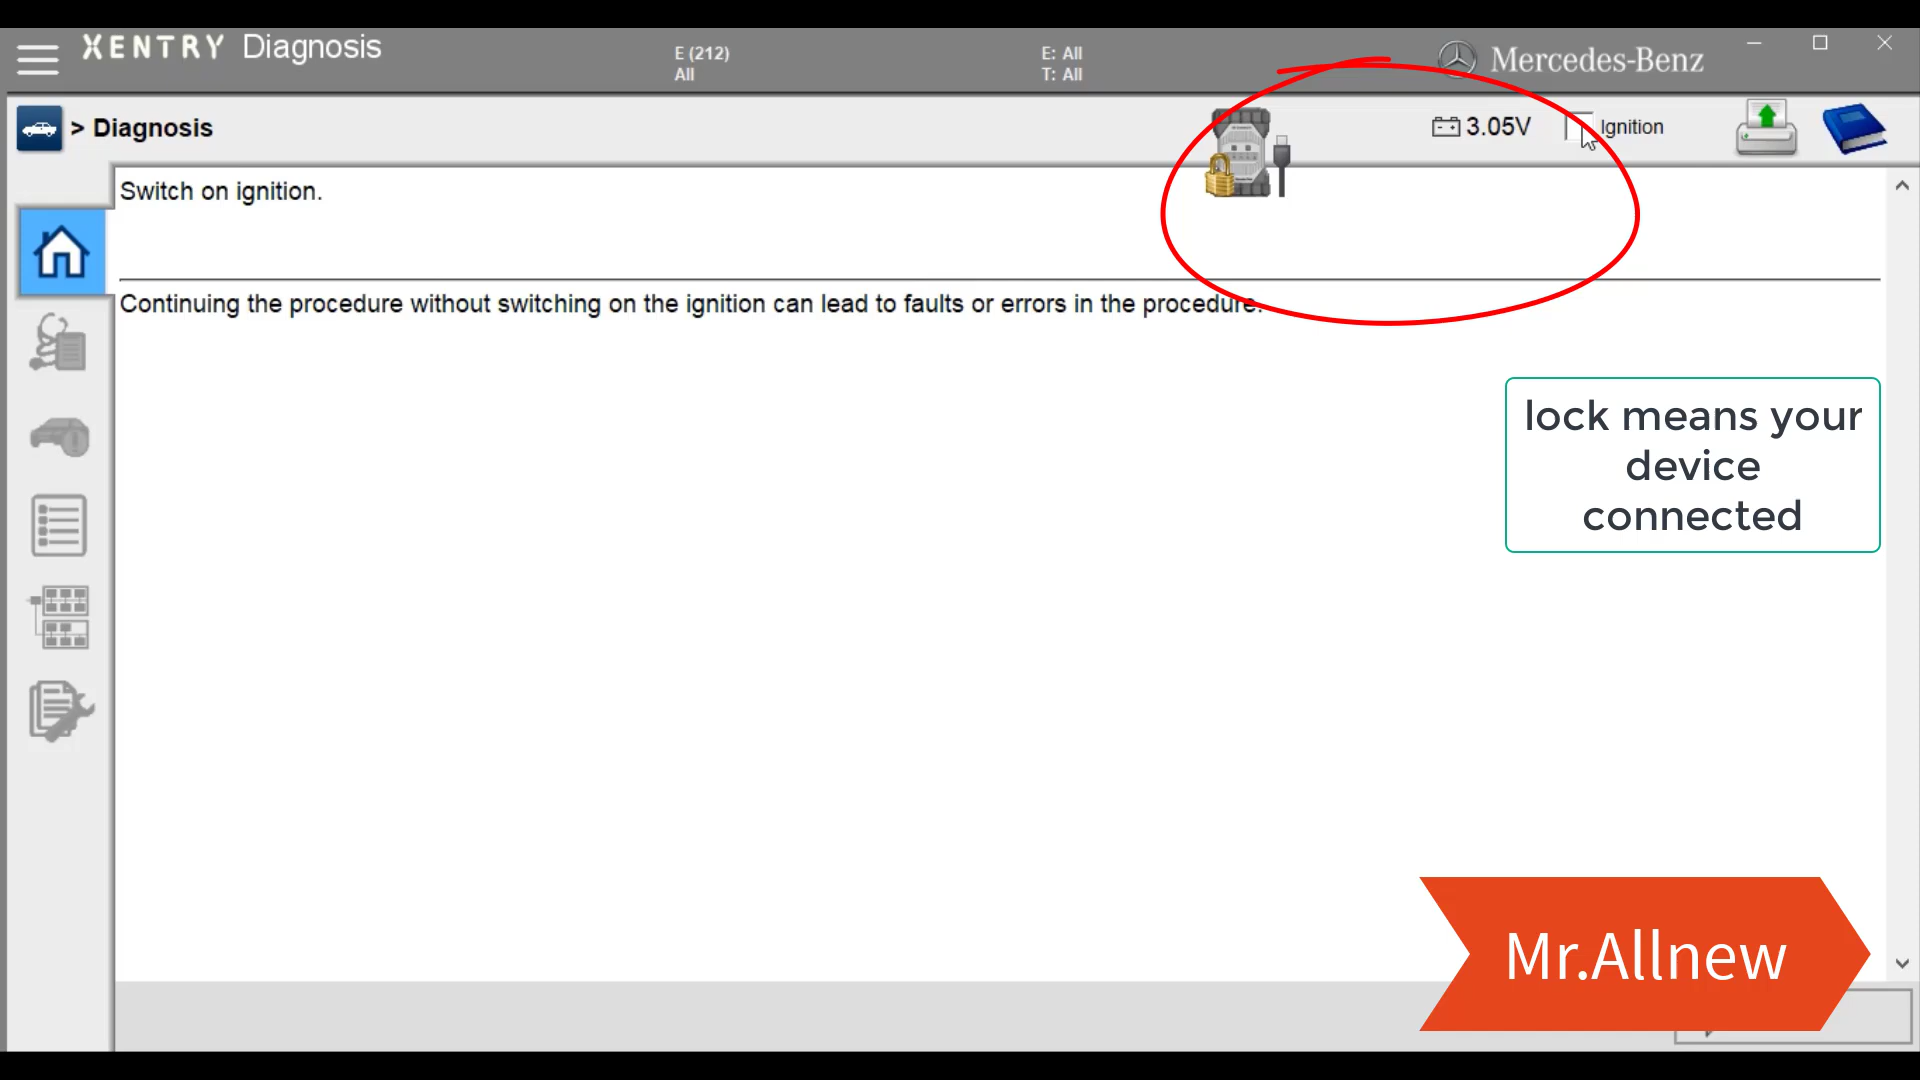 XENTRY Diagnosis
E (212)
All
E: All
T: All
Mercedes-Benz
> Diagnosis
3.05V
Ignition
Switch on ignition.
Continuing the procedure without switching on the ignition can lead to faults or errors in the procedure.
lock means your
device
connected
Mr.Allnew